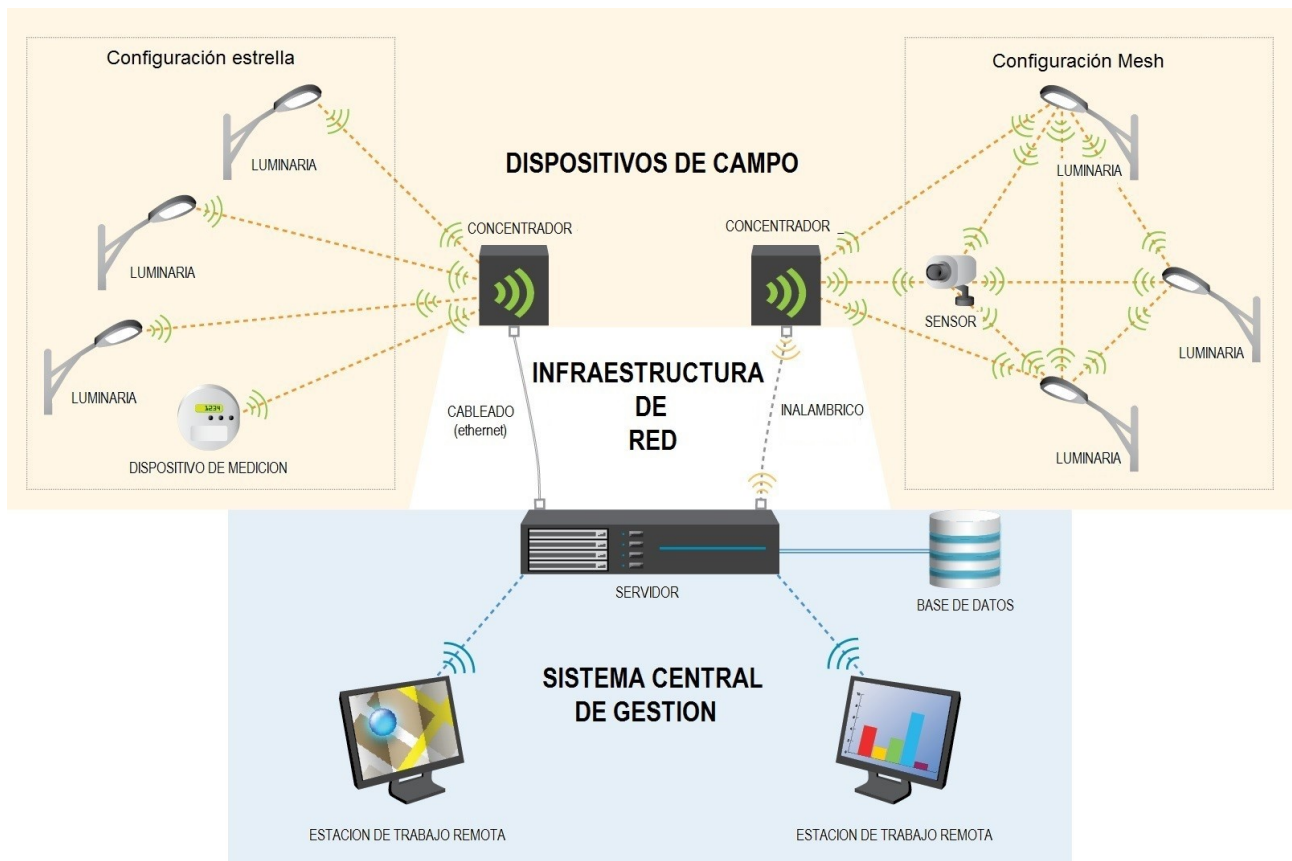 Configuración estrella
Configuración Mesh
LUMINARIA
DISPOSITIVOS DE CAMPO
LUMINARIA
CONCENTRADOR
CONCENTRADOR
LUMINARIA
SENSOR
LUMINARIA
LUMINARIA
INFRAESTRUCTURA
DE
RED
CABLEADO
(ethernet)
INALAMBRICO
LUMINARIA
1234
DISPOSITIVO DE MEDICION
LUMINARIA
SERVIDOR
BASE DE DATOS
SISTEMA CENTRAL
DE GESTION
ESTACION DE TRABAJO REMOTA
ESTACION DE TRABAJO REMOTA